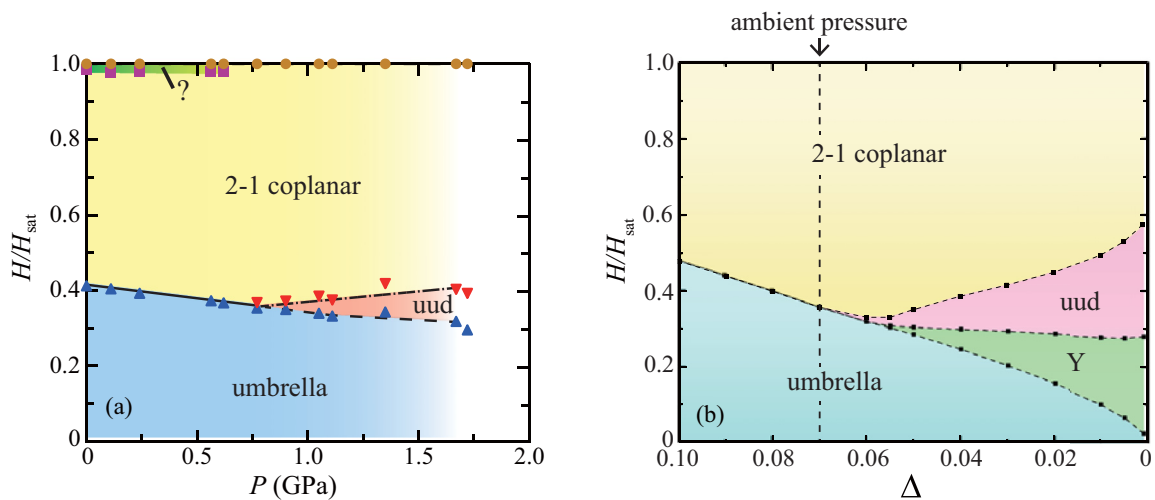 ambient pressure
1.0
0.8
0.6
0.4
0.2
0
H/H_sat
?
2-1 coplanar
uud
umbrella
(a)
0
0.5
1.0
1.5
2.0
P (GPa)
1.0
0.8
0.6
0.4
0.2
0
H/H_sat
2-1 coplanar
uud
Y
umbrella
(b)
0.10
0.08
0.06
0.04
0.02
0
Δ